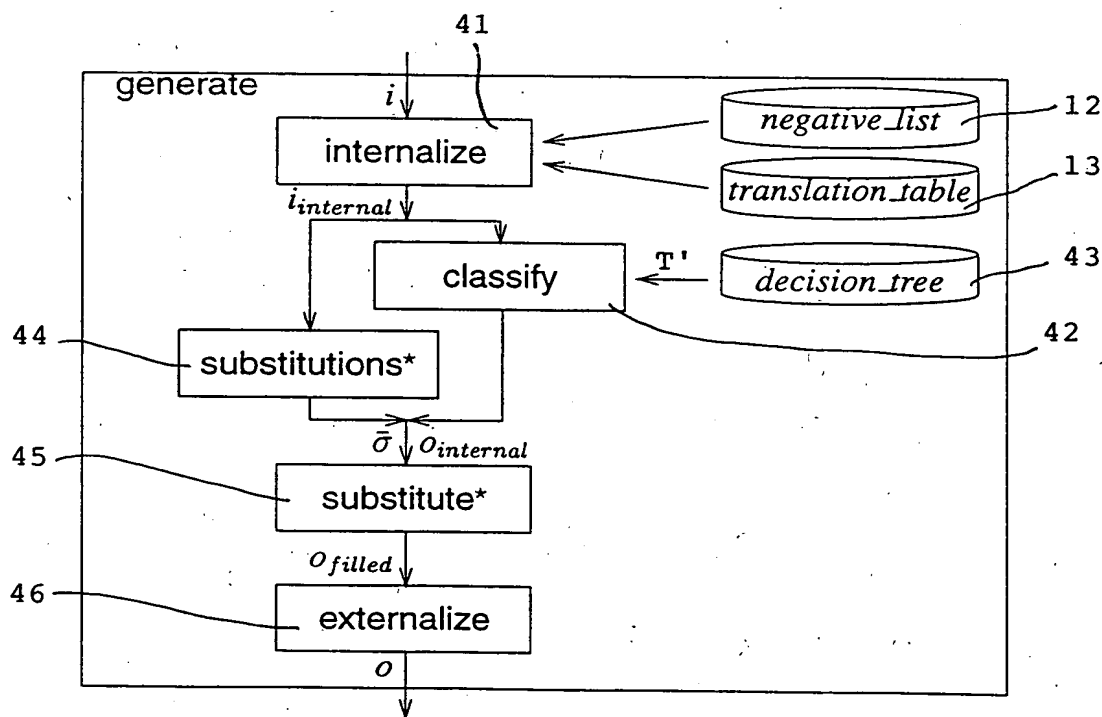 41
generate
i
negative_list
12
internalize
translation_table
13
i_internal
classify
T'
decision_tree
43
42
44
substitutions*
σ̄ o_internal
45
substitute*
o_filled
46
externalize
o